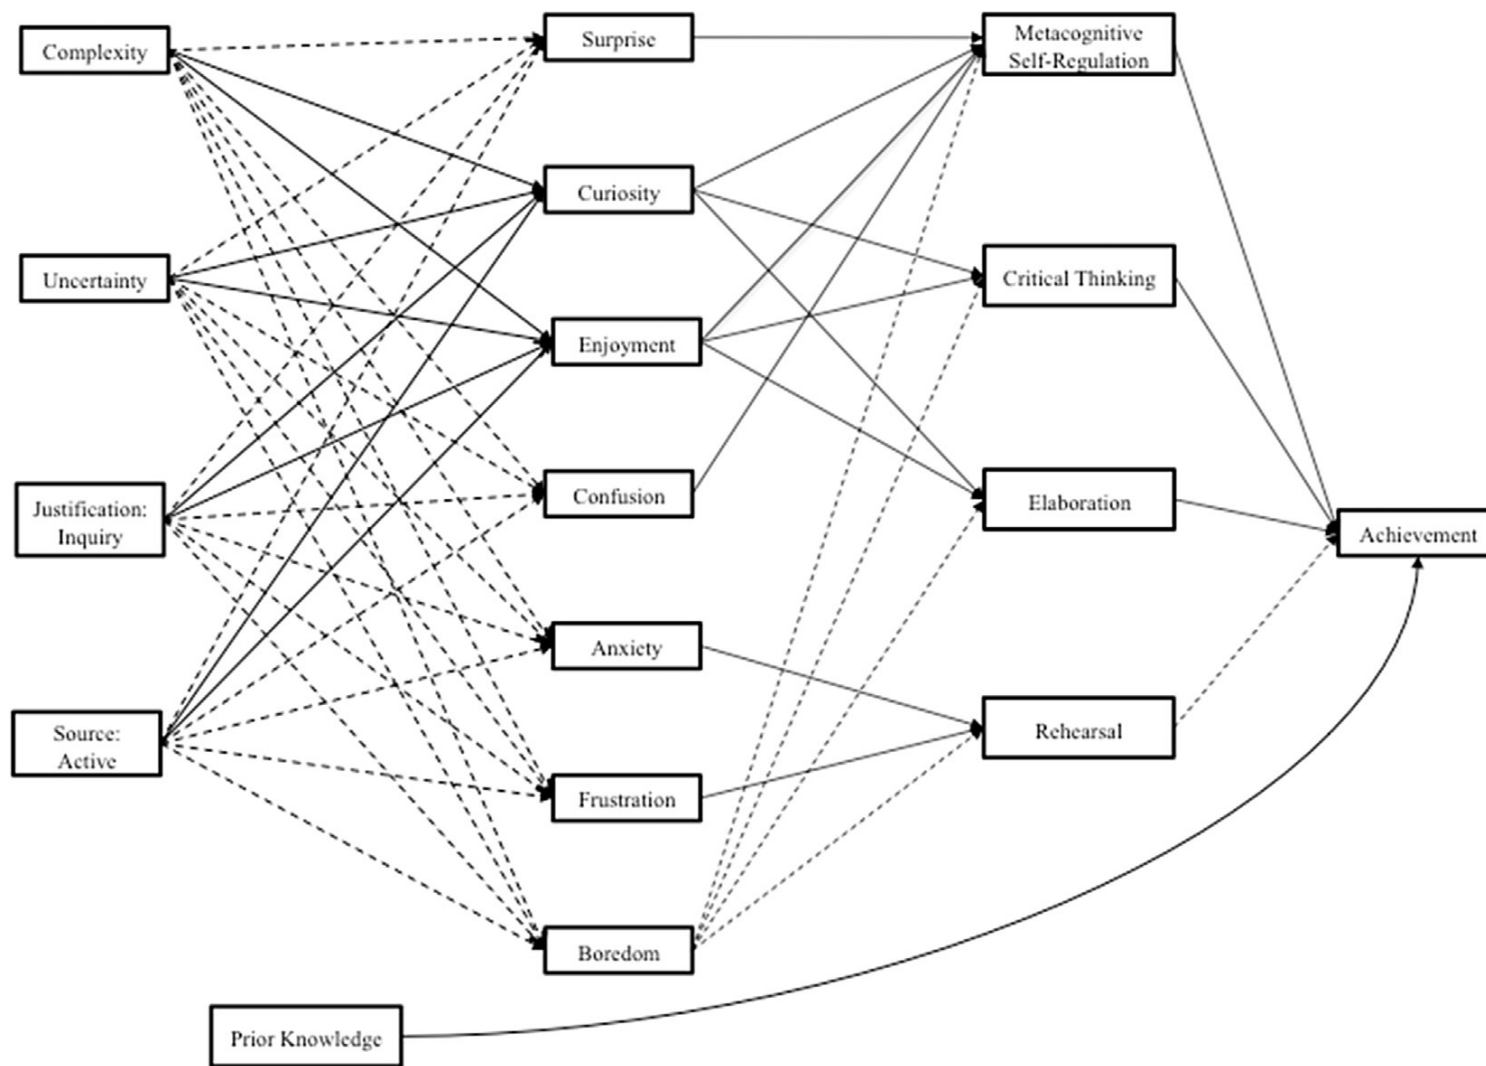 Complexity
Uncertainty
Justification:
Inquiry
Source:
Active
Prior Knowledge
Surprise
Curiosity
Enjoyment
Confusion
Anxiety
Frustration
Boredom
Metacognitive
Self-Regulation
Critical Thinking
Elaboration
Rehearsal
Achievement